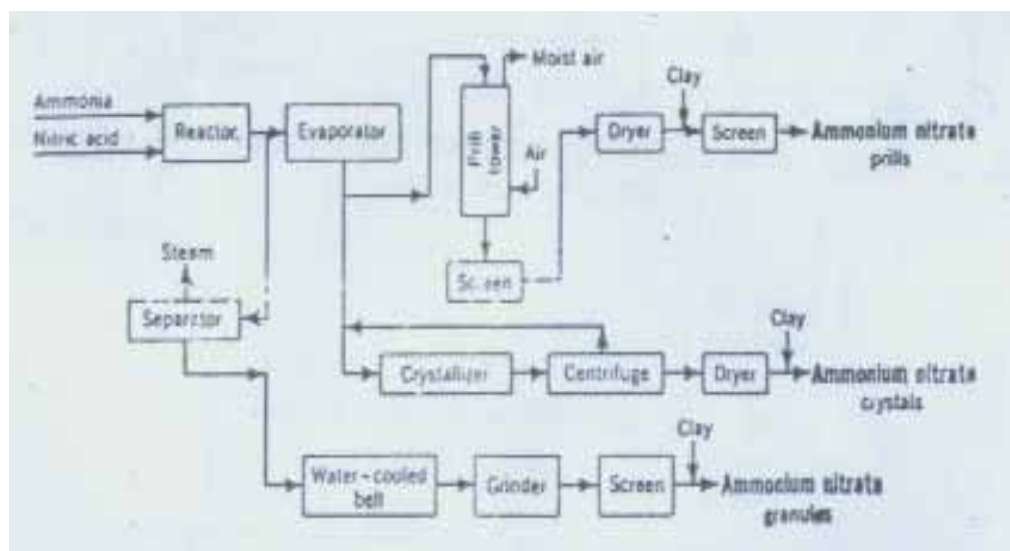 Moist air
Clay
Ammonia
Reactor
Evaporator
Prill
tower
Dryer
Screen
Ammonium nitrate
prills
Nitric acid
Air
Steam
Screen
Separator
Clay
Crystallizer
Centrifuge
Dryer
Ammonium nitrate
crystals
Clay
Water-cooled
belt
Grinder
Screen
Ammonium nitrate
granules